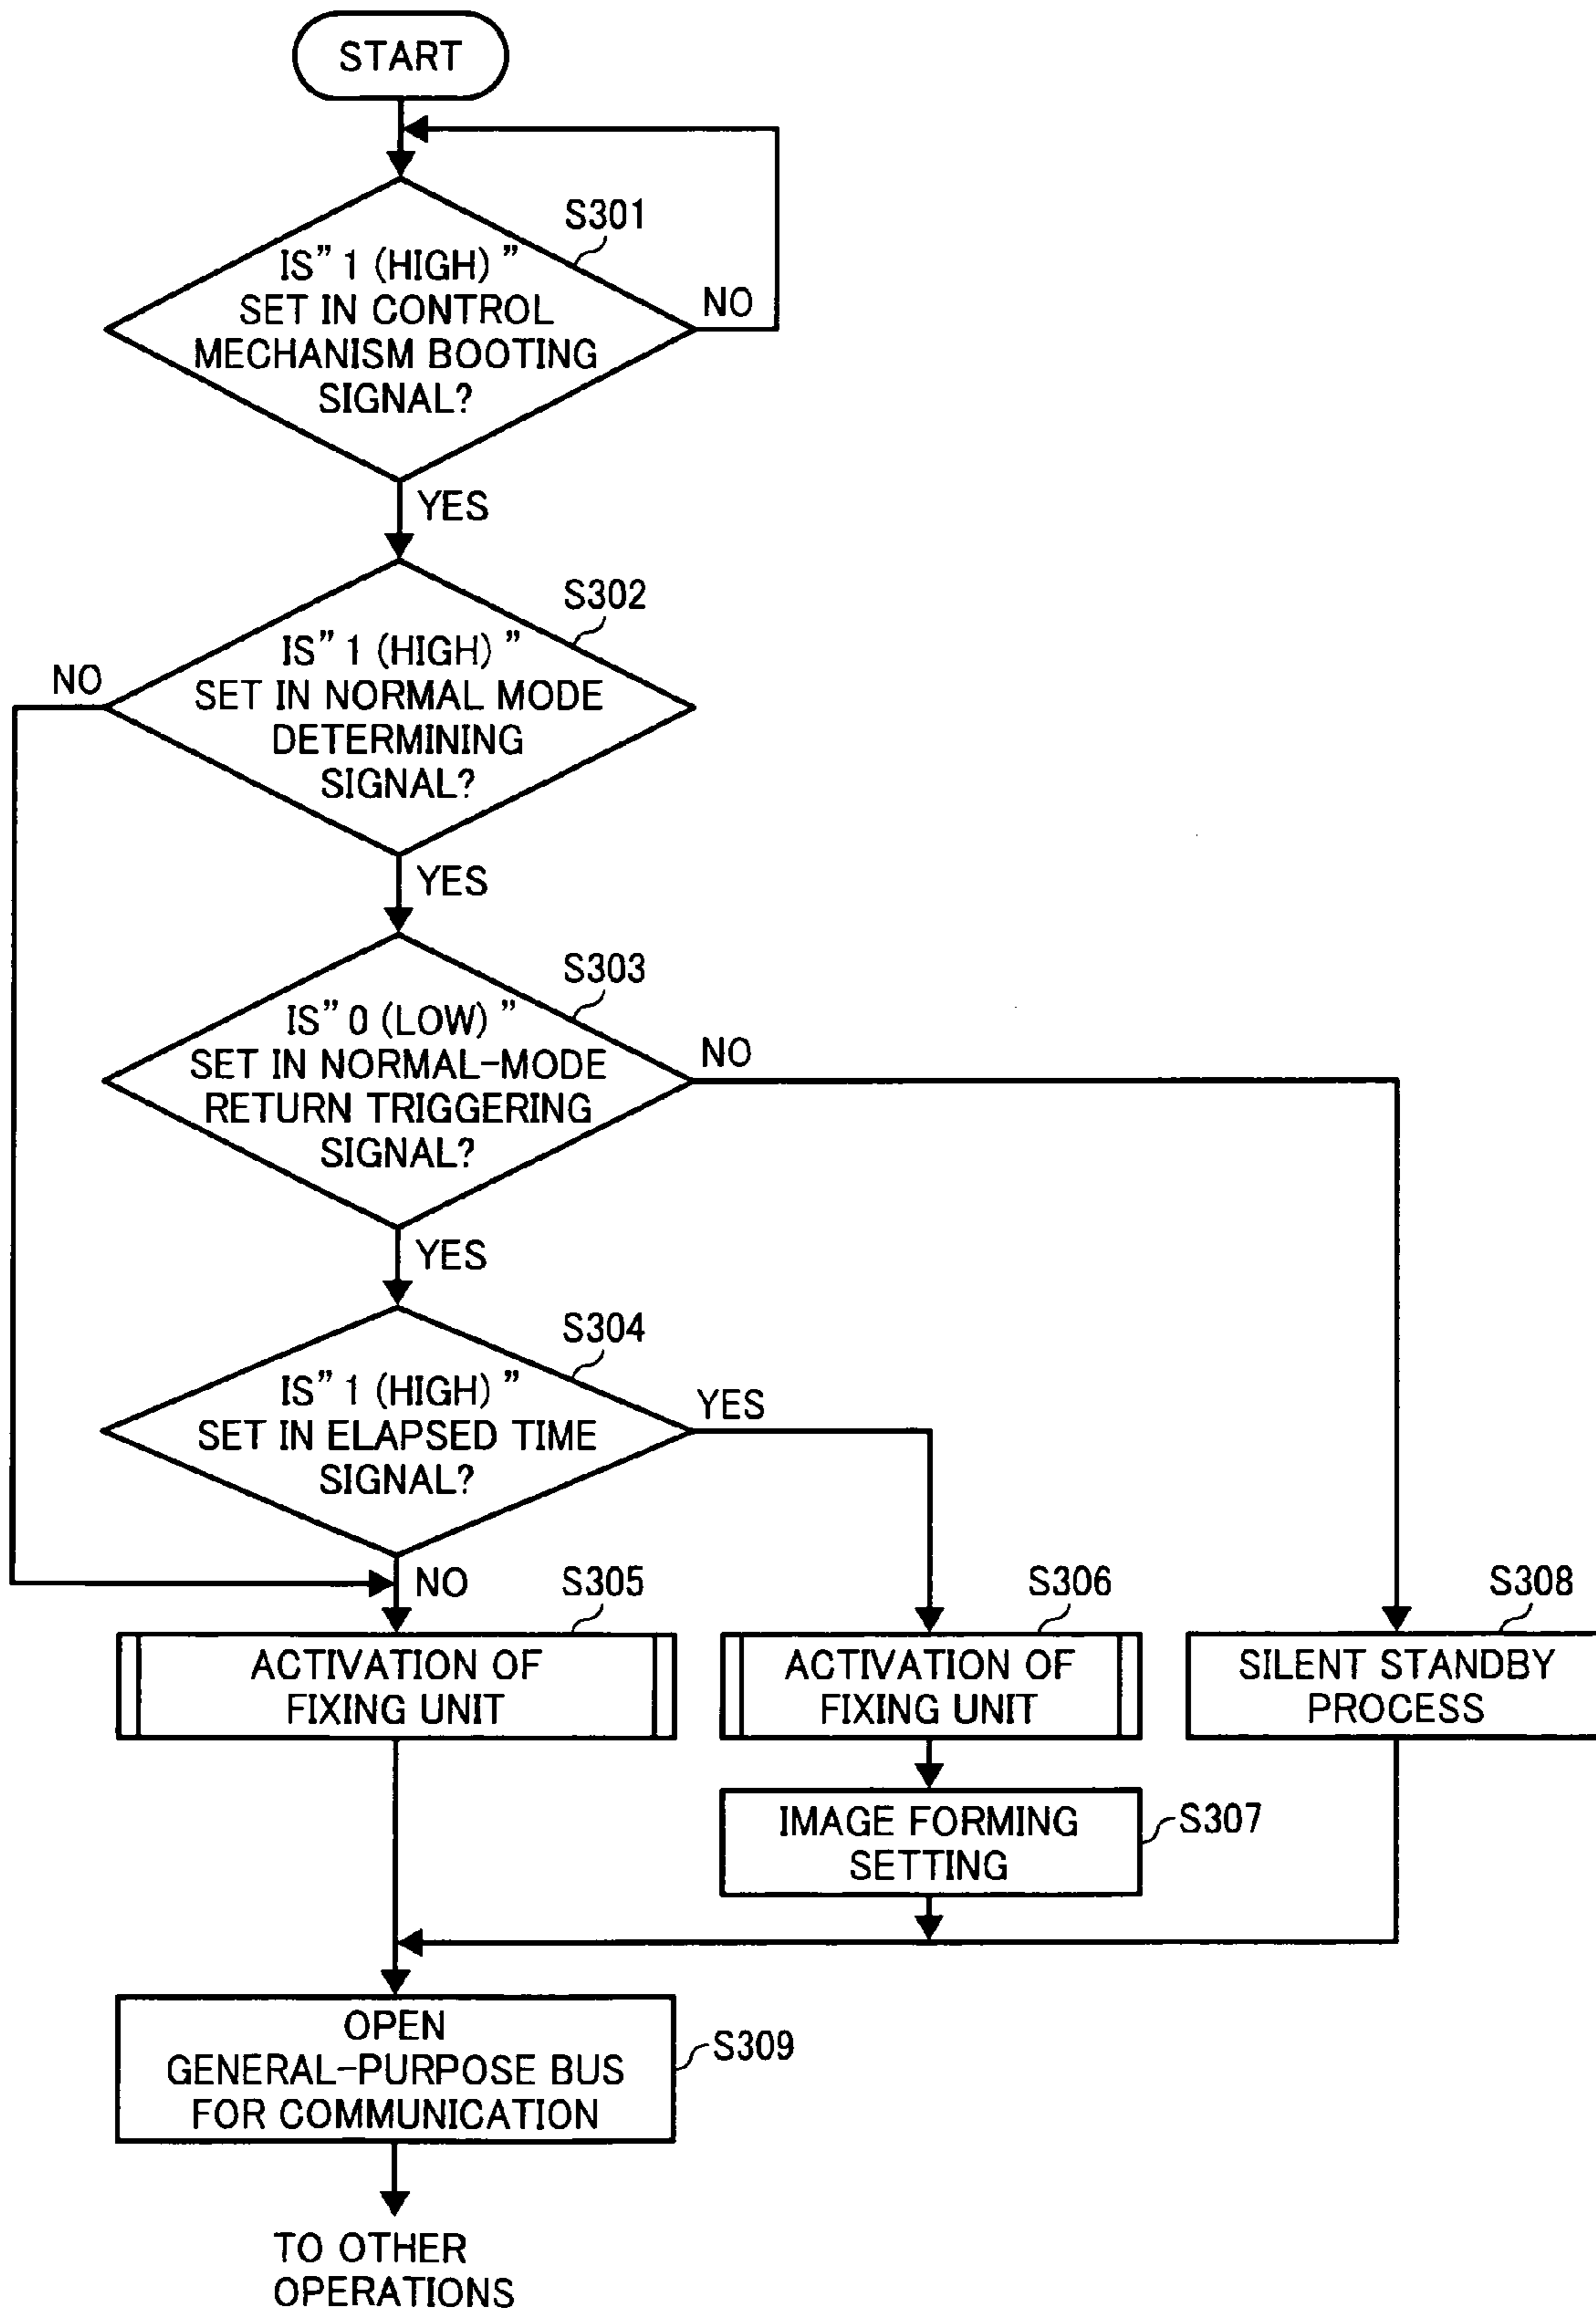 START
S301
IS” 1 (HIGH) ”
SET IN CONTROL
MECHANISM BOOTING
SIGNAL?
NO
YES
S302
IS” 1 (HIGH) ”
SET IN NORMAL MODE
DETERMINING
SIGNAL?
NO
YES
S303
IS” 0 (LOW) ”
SET IN NORMAL-MODE
RETURN TRIGGERING
SIGNAL?
NO
YES
S304
IS” 1 (HIGH) ”
SET IN ELAPSED TIME
SIGNAL?
YES
NO
S305
ACTIVATION OF
FIXING UNIT
S306
ACTIVATION OF
FIXING UNIT
S308
SILENT STANDBY
PROCESS
IMAGE FORMING
SETTING
S307
OPEN
GENERAL-PURPOSE BUS
FOR COMMUNICATION
S309
TO OTHER
OPERATIONS